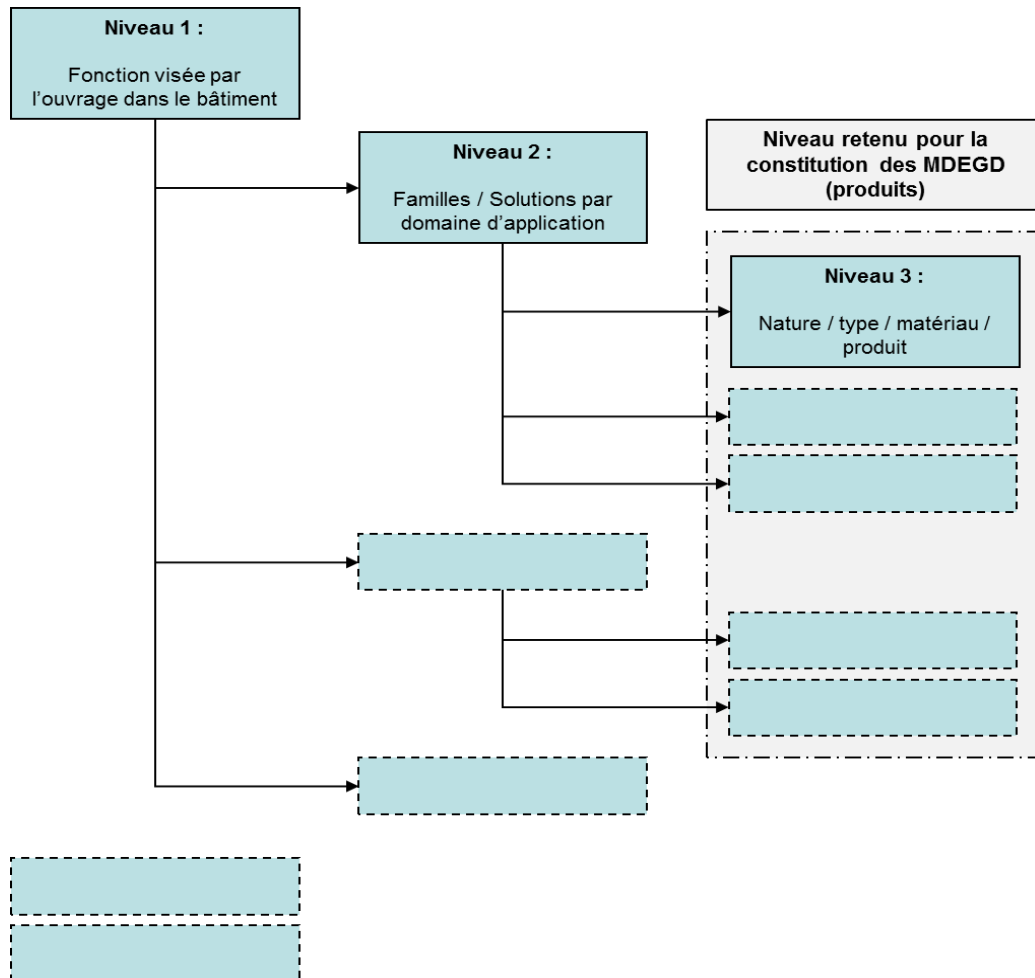 Niveau 1 :
Fonction visée par
l'ouvrage dans le bâtiment
Niveau 2 :
Familles / Solutions par
domaine d'application
Niveau retenu pour la
constitution des MDEGD
(produits)
Niveau 3 :
Nature / type / matériau /
produit